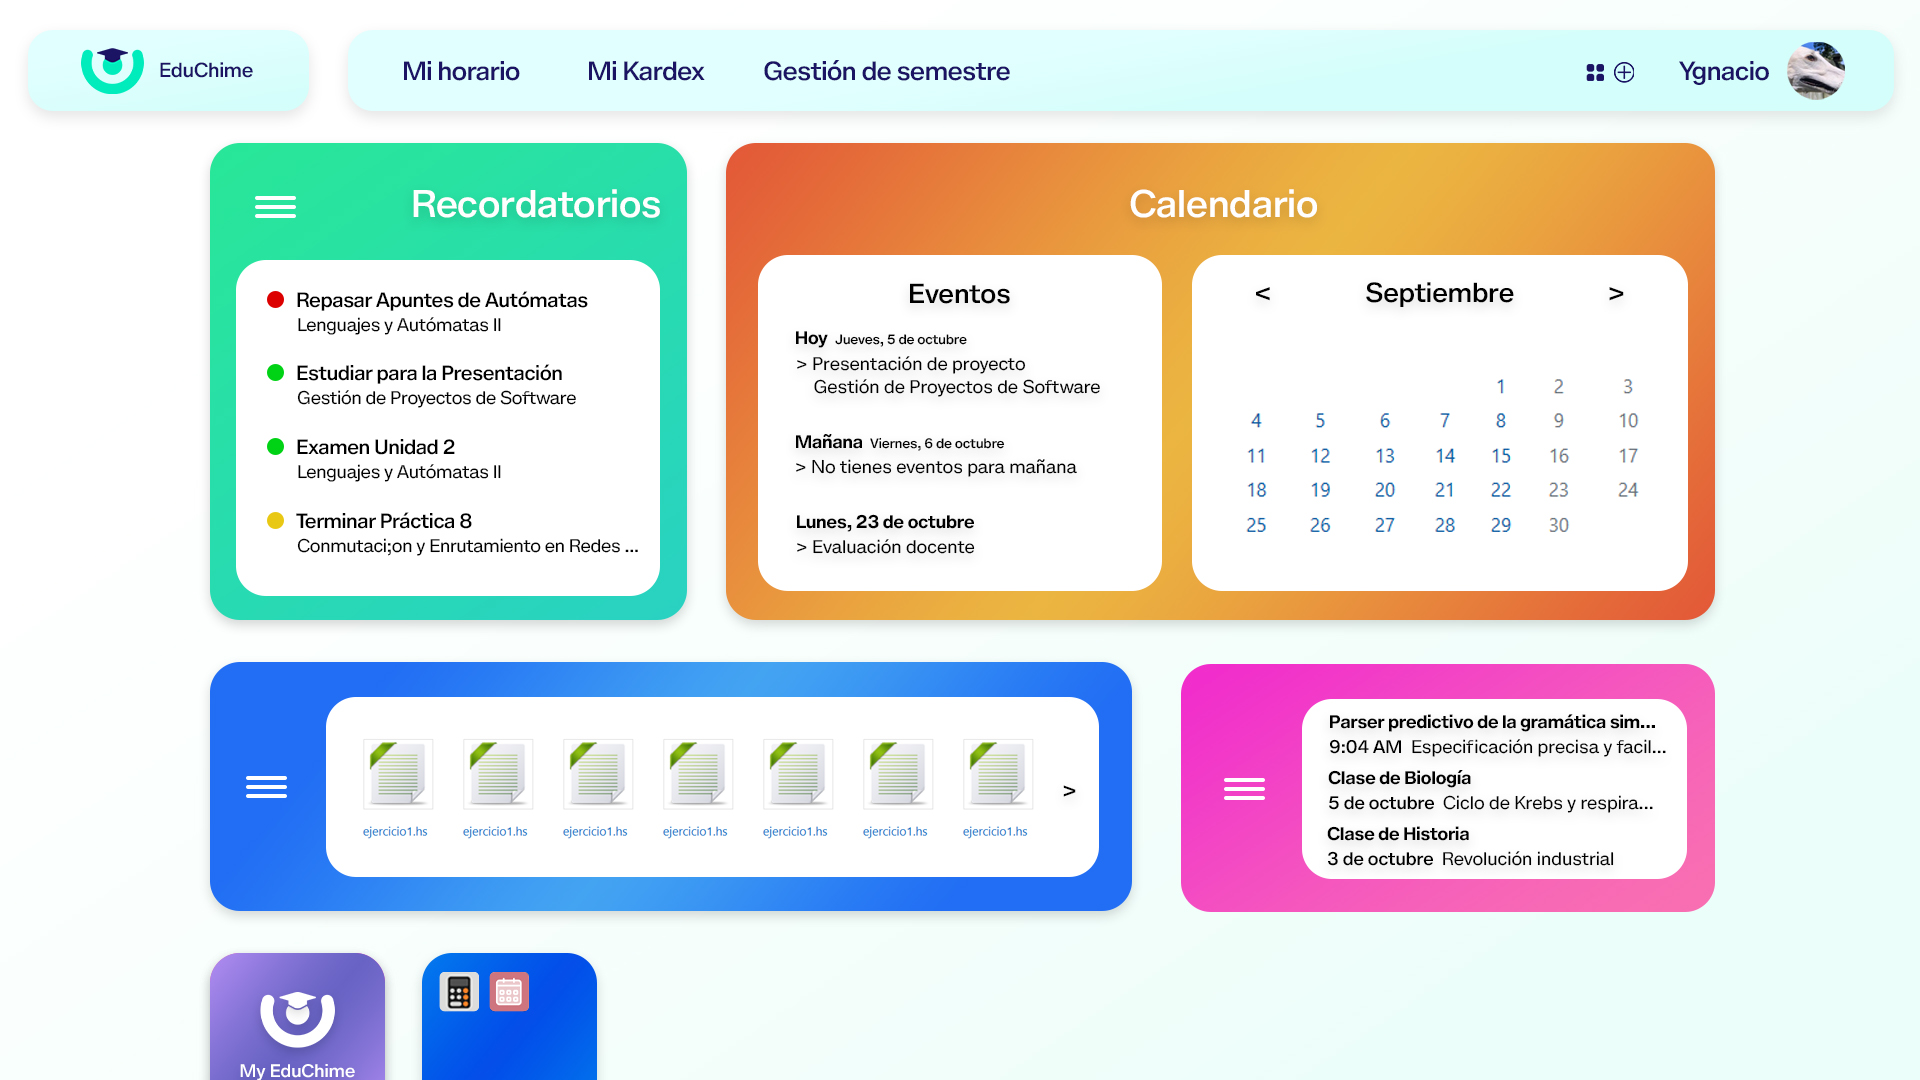 EduChime
Mi horario
Mi Kardex
Gestión de semestre
Ygnacio
Recordatorios
Repasar Apuntes de Autómatas
Lenguajes y Autómatas II
Estudiar para la Presentación
Gestión de Proyectos de Software
Examen Unidad 2
Lenguajes y Autómatas II
Terminar Práctica 8
Conmutaci;on y Enrutamiento en Redes ...
Calendario
Eventos
Hoy Jueves, 5 de octubre
> Presentación de proyecto
Gestión de Proyectos de Software
Mañana Viernes, 6 de octubre
> No tienes eventos para mañana
Lunes, 23 de octubre
> Evaluación docente
< Septiembre >
1 2 3
4 5 6 7 8 9 10
11 12 13 14 15 16 17
18 19 20 21 22 23 24
25 26 27 28 29 30
ejercicio1.hs ejercicio1.hs ejercicio1.hs ejercicio1.hs ejercicio1.hs ejercicio1.hs ejercicio1.hs
>
Parser predictivo de la gramática sim...
9:04 AM Especificación precisa y facil...
Clase de Biología
5 de octubre Ciclo de Krebs y respira...
Clase de Historia
3 de octubre Revolución industrial
My EduChime